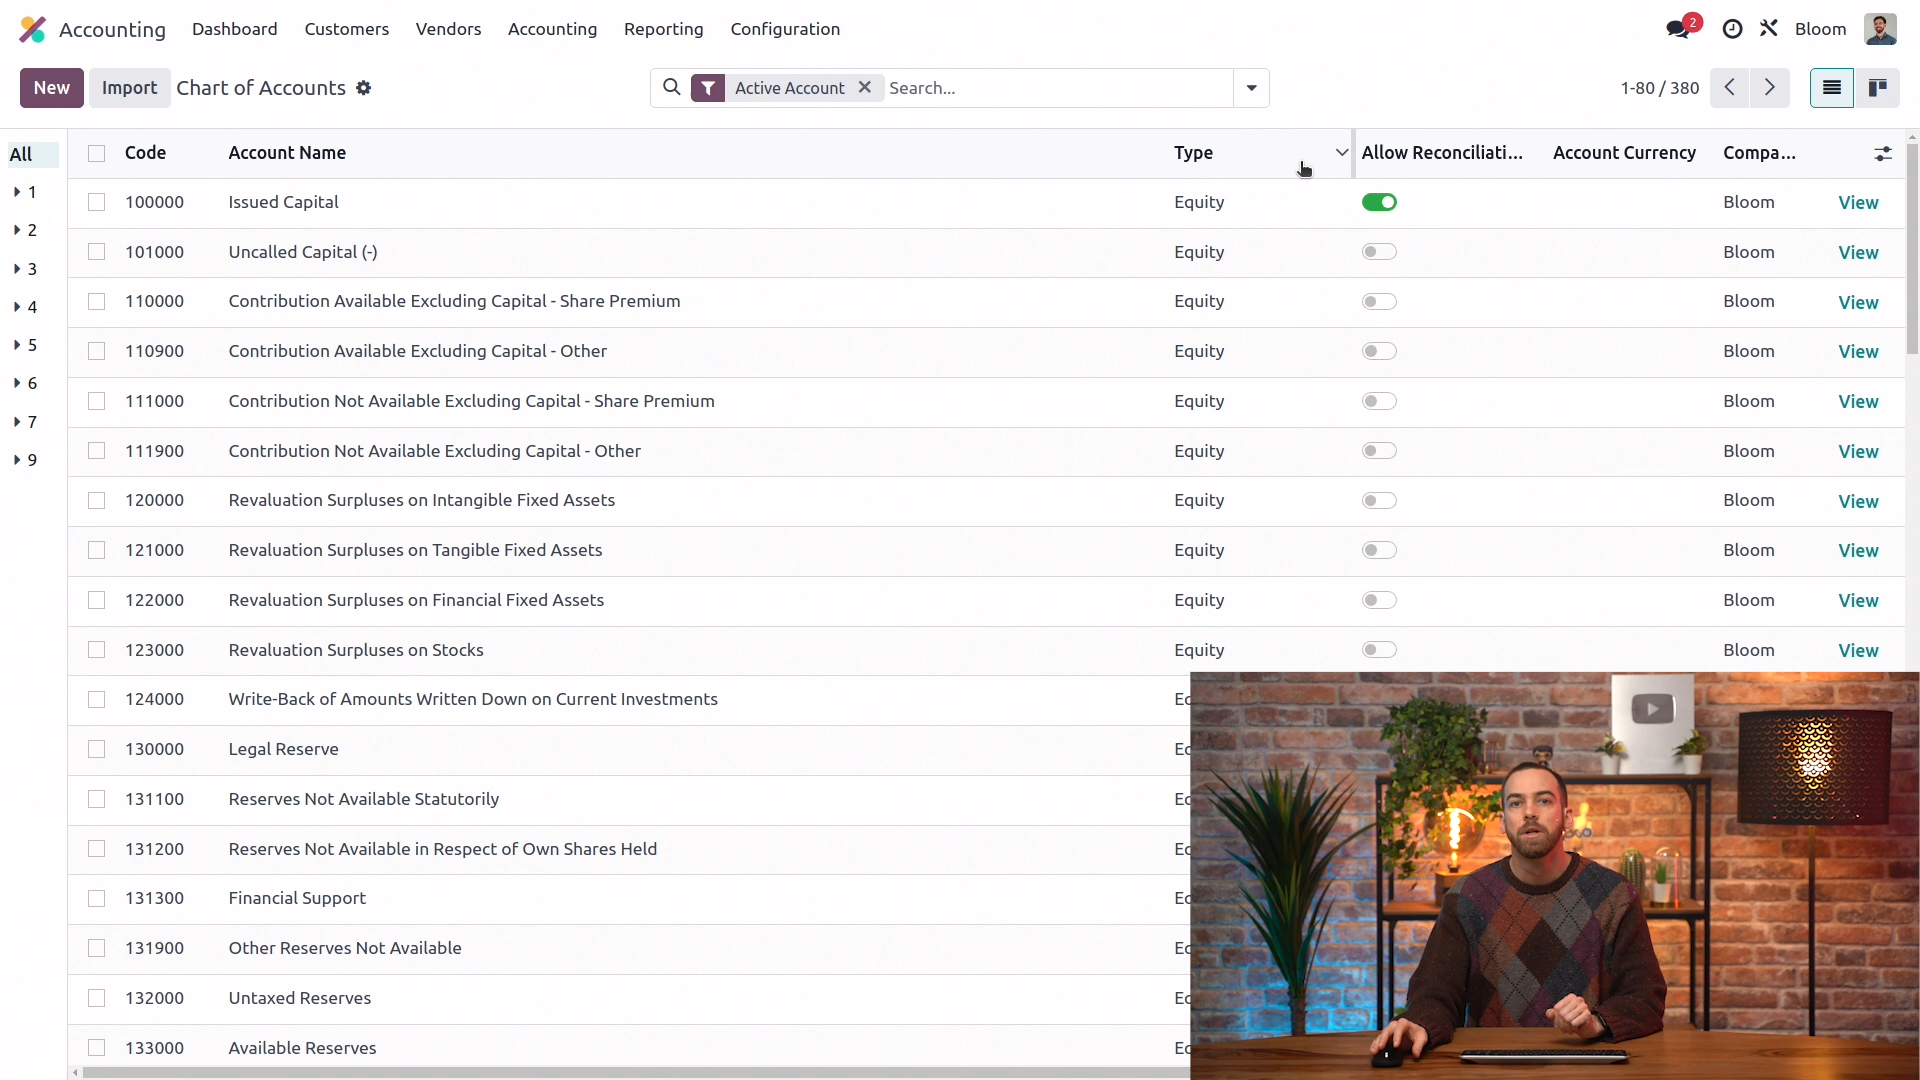 Accounting Dashboard Customers Vendors Accounting Reporting Configuration 2 Bloom
New Import Chart of Accounts Active Account Search... 1-80 / 380
All Code Account Name Type Allow Reconciliati... Account Currency Compa...
1
2
3
4
5
6
7
9
100000 Issued Capital Equity Bloom View
101000 Uncalled Capital (-) Equity Bloom View
110000 Contribution Available Excluding Capital - Share Premium Equity Bloom View
110900 Contribution Available Excluding Capital - Other Equity Bloom View
111000 Contribution Not Available Excluding Capital - Share Premium Equity Bloom View
111900 Contribution Not Available Excluding Capital - Other Equity Bloom View
120000 Revaluation Surpluses on Intangible Fixed Assets Equity Bloom View
121000 Revaluation Surpluses on Tangible Fixed Assets Equity Bloom View
122000 Revaluation Surpluses on Financial Fixed Assets Equity Bloom View
123000 Revaluation Surpluses on Stocks Equity Bloom View
124000 Write-Back of Amounts Written Down on Current Investments
130000 Legal Reserve
131100 Reserves Not Available Statutorily
131200 Reserves Not Available in Respect of Own Shares Held
131300 Financial Support
131900 Other Reserves Not Available
132000 Untaxed Reserves
133000 Available Reserves